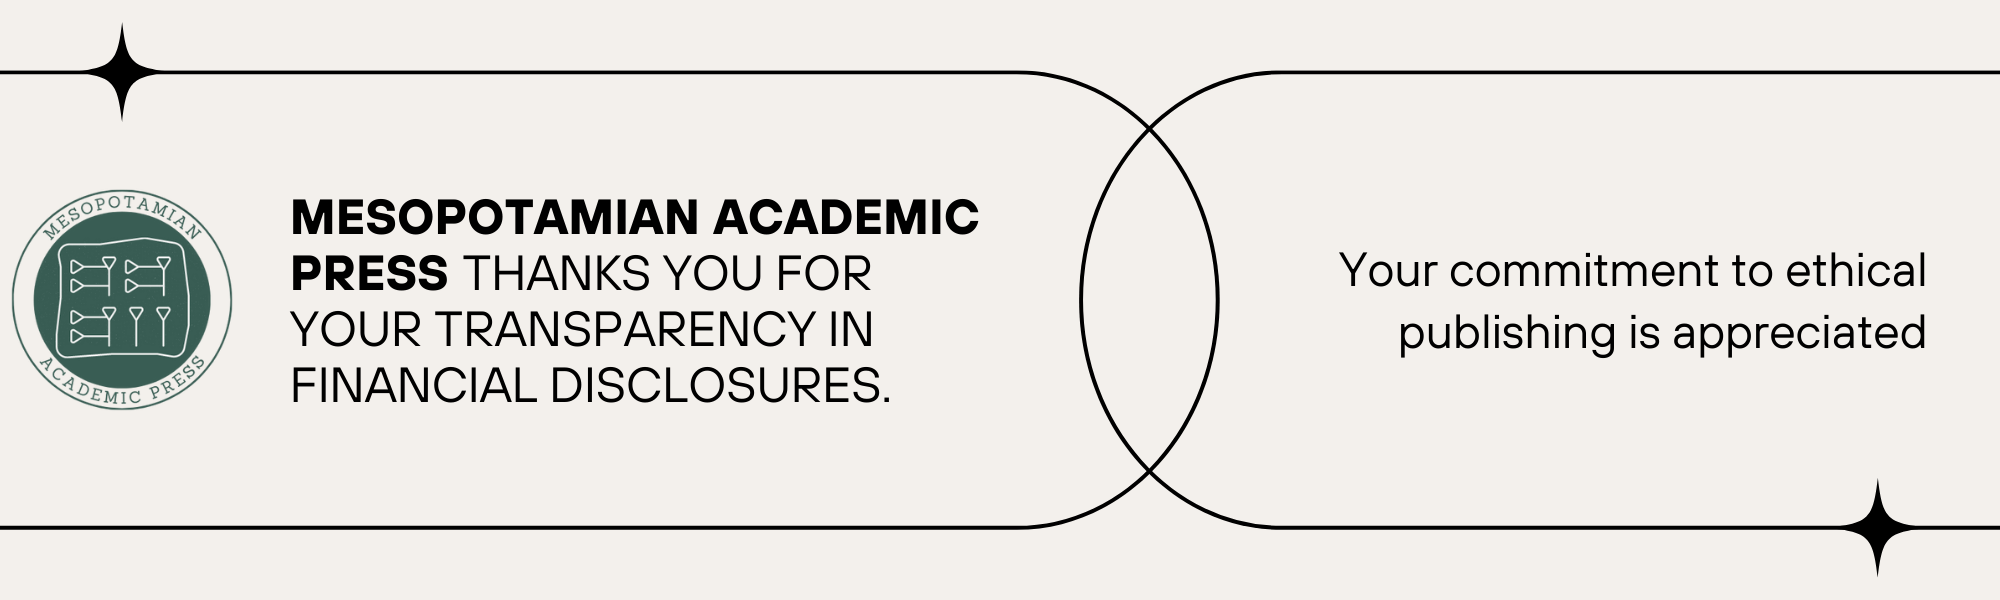 MESOPOTAMIAN
ACADEMIC PRESS
MESOPOTAMIAN ACADEMIC
PRESS THANKS YOU FOR
YOUR TRANSPARENCY IN
FINANCIAL DISCLOSURES.
Your commitment to ethical
publishing is appreciated